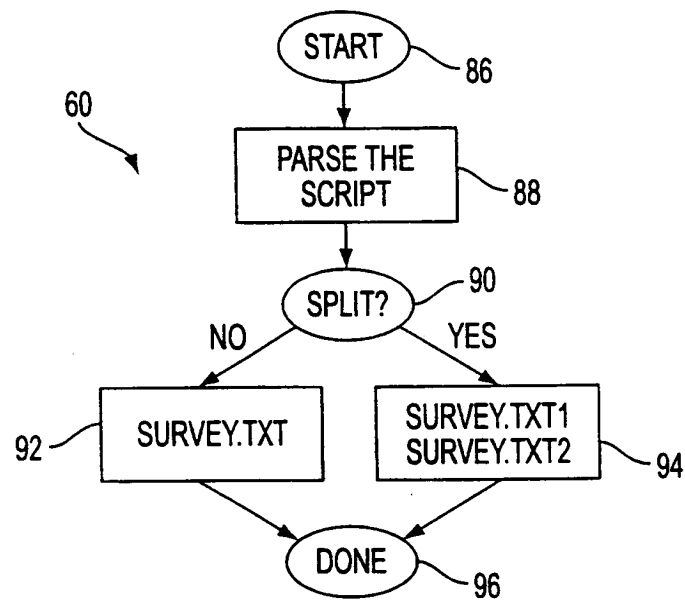 START
86
60
PARSE THE
SCRIPT
88
SPLIT?
90
NO
YES
92
SURVEY.TXT
SURVEY.TXT1
SURVEY.TXT2
94
DONE
96